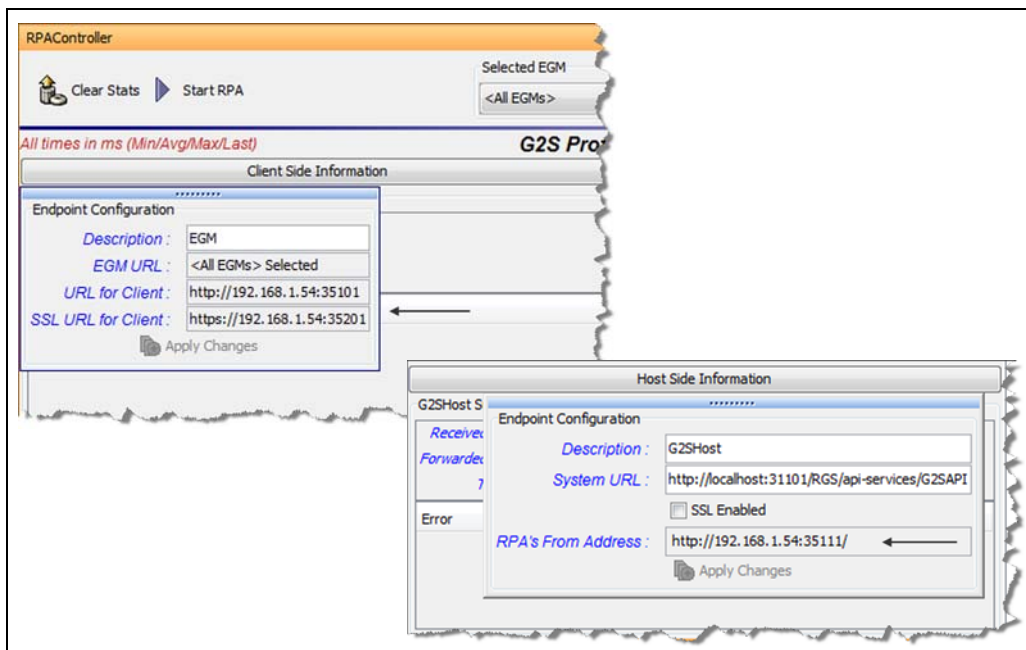 RPAController
Selected EGM
Clear Stats Start RPA
<All EGMs>
All times in ms (Min/Avg/Max/Last) G2S
Client Side Information
Endpoint Configuration
Description : EGM
EGM URL : <All EGMs> Selected
URL for Client : http://192.168.1.54:35101
SSL URL for Client : https://192.168.1.54:35201
Apply Changes
Host Side Information
G2SHost S
Endpoint Configuration
Received
Description : G2SHost
Forwarded
System URL : http://localhost:31101/RGS/api-services/G2SAPI
T
SSL Enabled
Error
RPA's From Address : http://192.168.1.54:35111/
Apply Changes